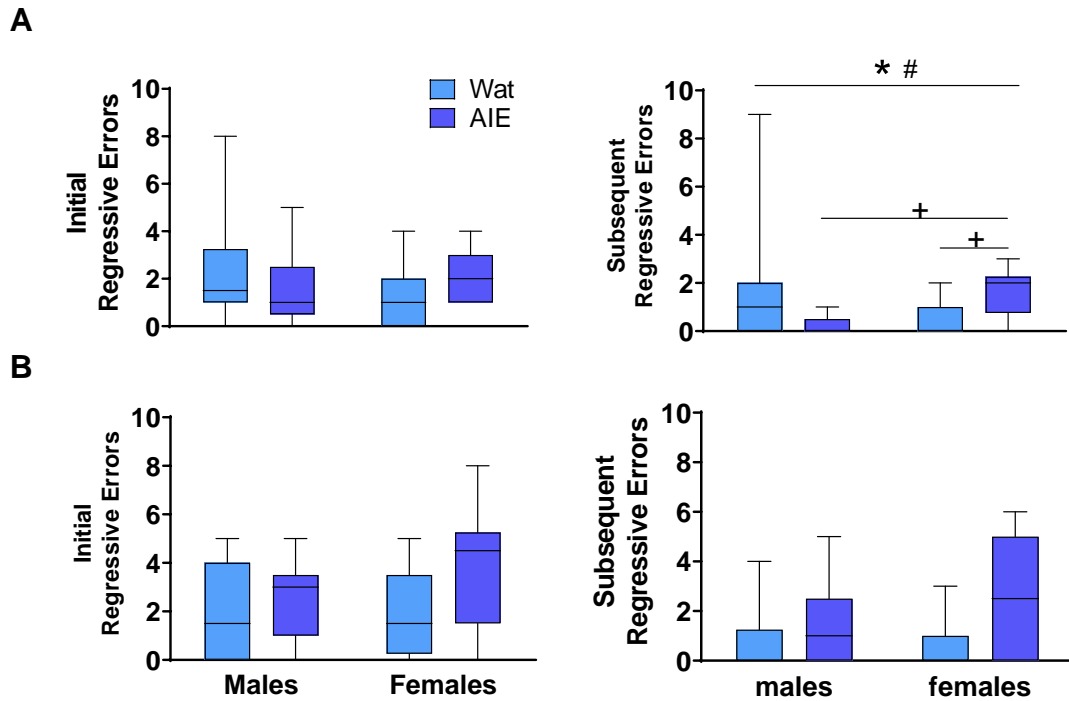 A
Initial
Regressive Errors
10
8
6
4
2
0
Wat
AIE
Subsequent
Regressive Errors
10
8
6
4
2
0
* #
+
+
B
Initial
Regressive Errors
10
8
6
4
2
0
Males
Females
Subsequent
Regressive Errors
10
8
6
4
2
0
males
females